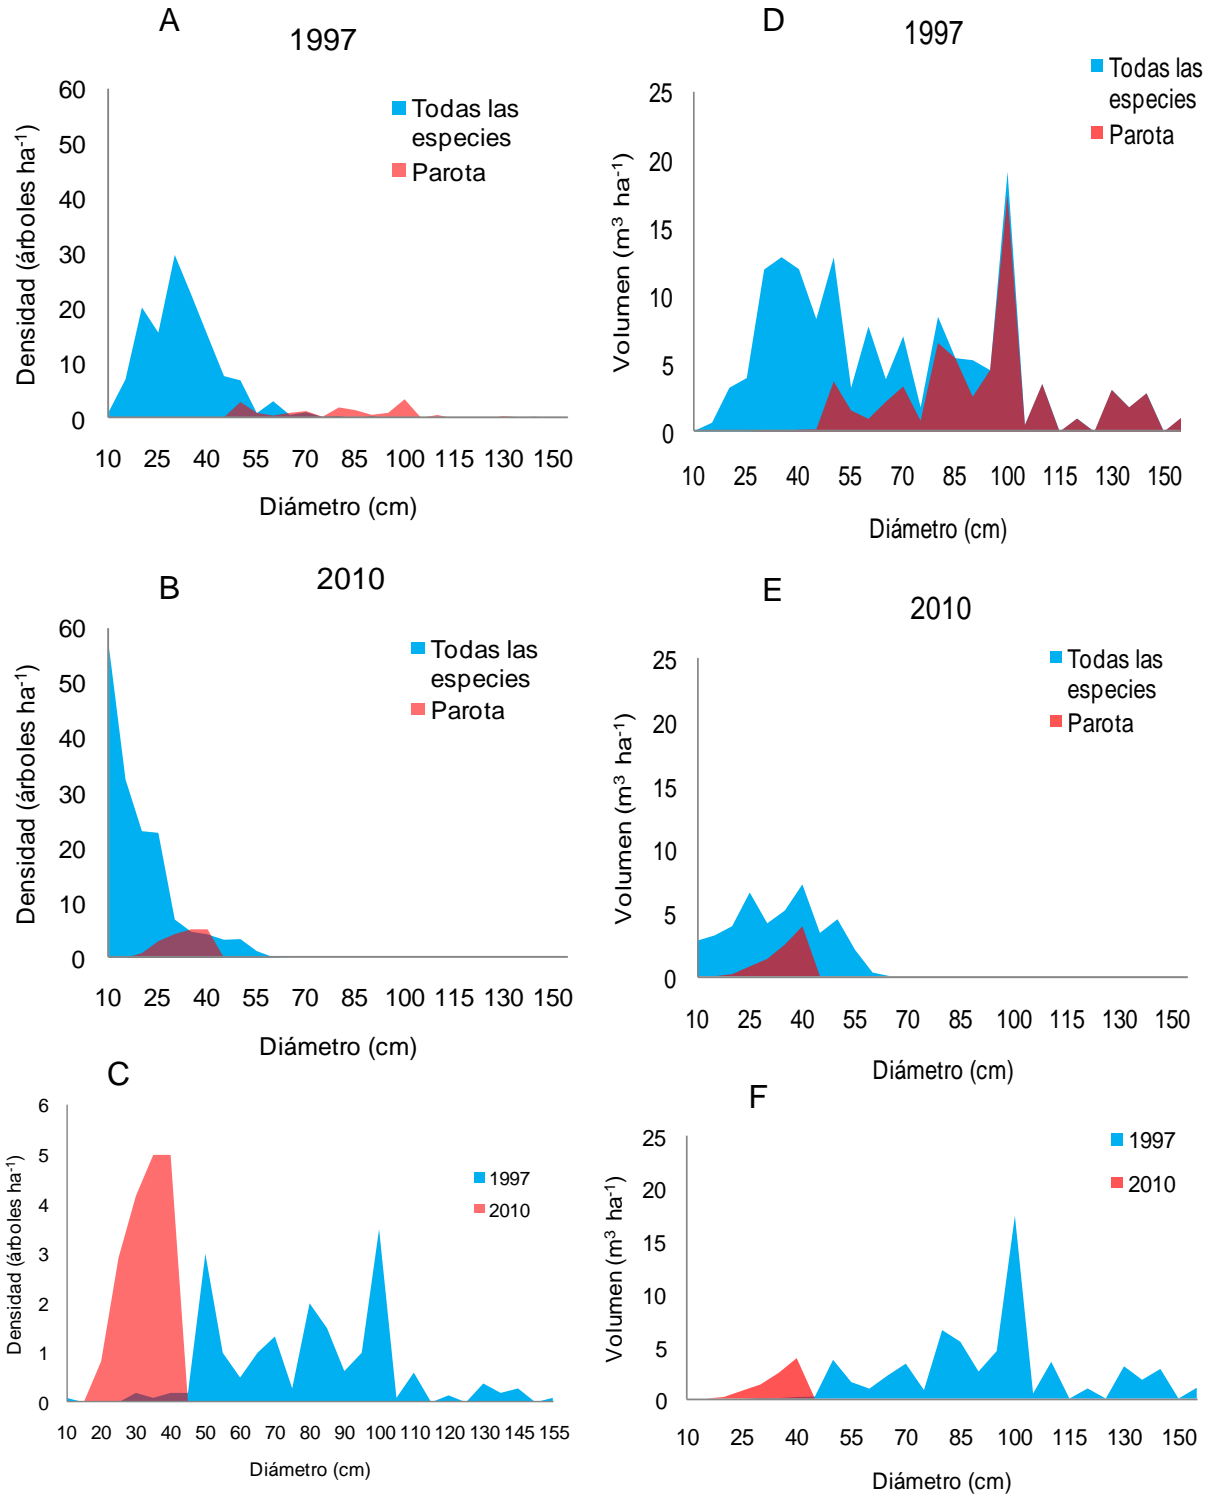 A
1997
60
50
40
30
20
10
0
Densidad (árboles ha-1)
Todas las
especies
Parota
10 25 40 55 70 85 100 115 130 150
Diámetro (cm)
D
1997
25
20
15
10
5
0
Volumen (m3 ha-1)
Todas las
especies
Parota
10 25 40 55 70 85 100 115 130 150
Diámetro (cm)
B
2010
60
50
40
30
20
10
0
Densidad (árboles ha-1)
Todas las
especies
Parota
10 25 40 55 70 85 100 115 130 150
Diámetro (cm)
E
2010
25
20
15
10
5
0
Volumen (m3 ha-1)
Todas las
especies
Parota
10 25 40 55 70 85 100 115 130 150
Diámetro (cm)
C
6
5
4
3
2
1
0
Densidad (árboles ha-1)
1997
2010
10 20 30 40 50 60 70 80 90 100 110 120 130 145 155
Diámetro (cm)
F
25
20
15
10
5
0
Volumen (m3 ha-1)
1997
2010
10 25 40 55 70 85 100 115 130 150
Diámetro (cm)